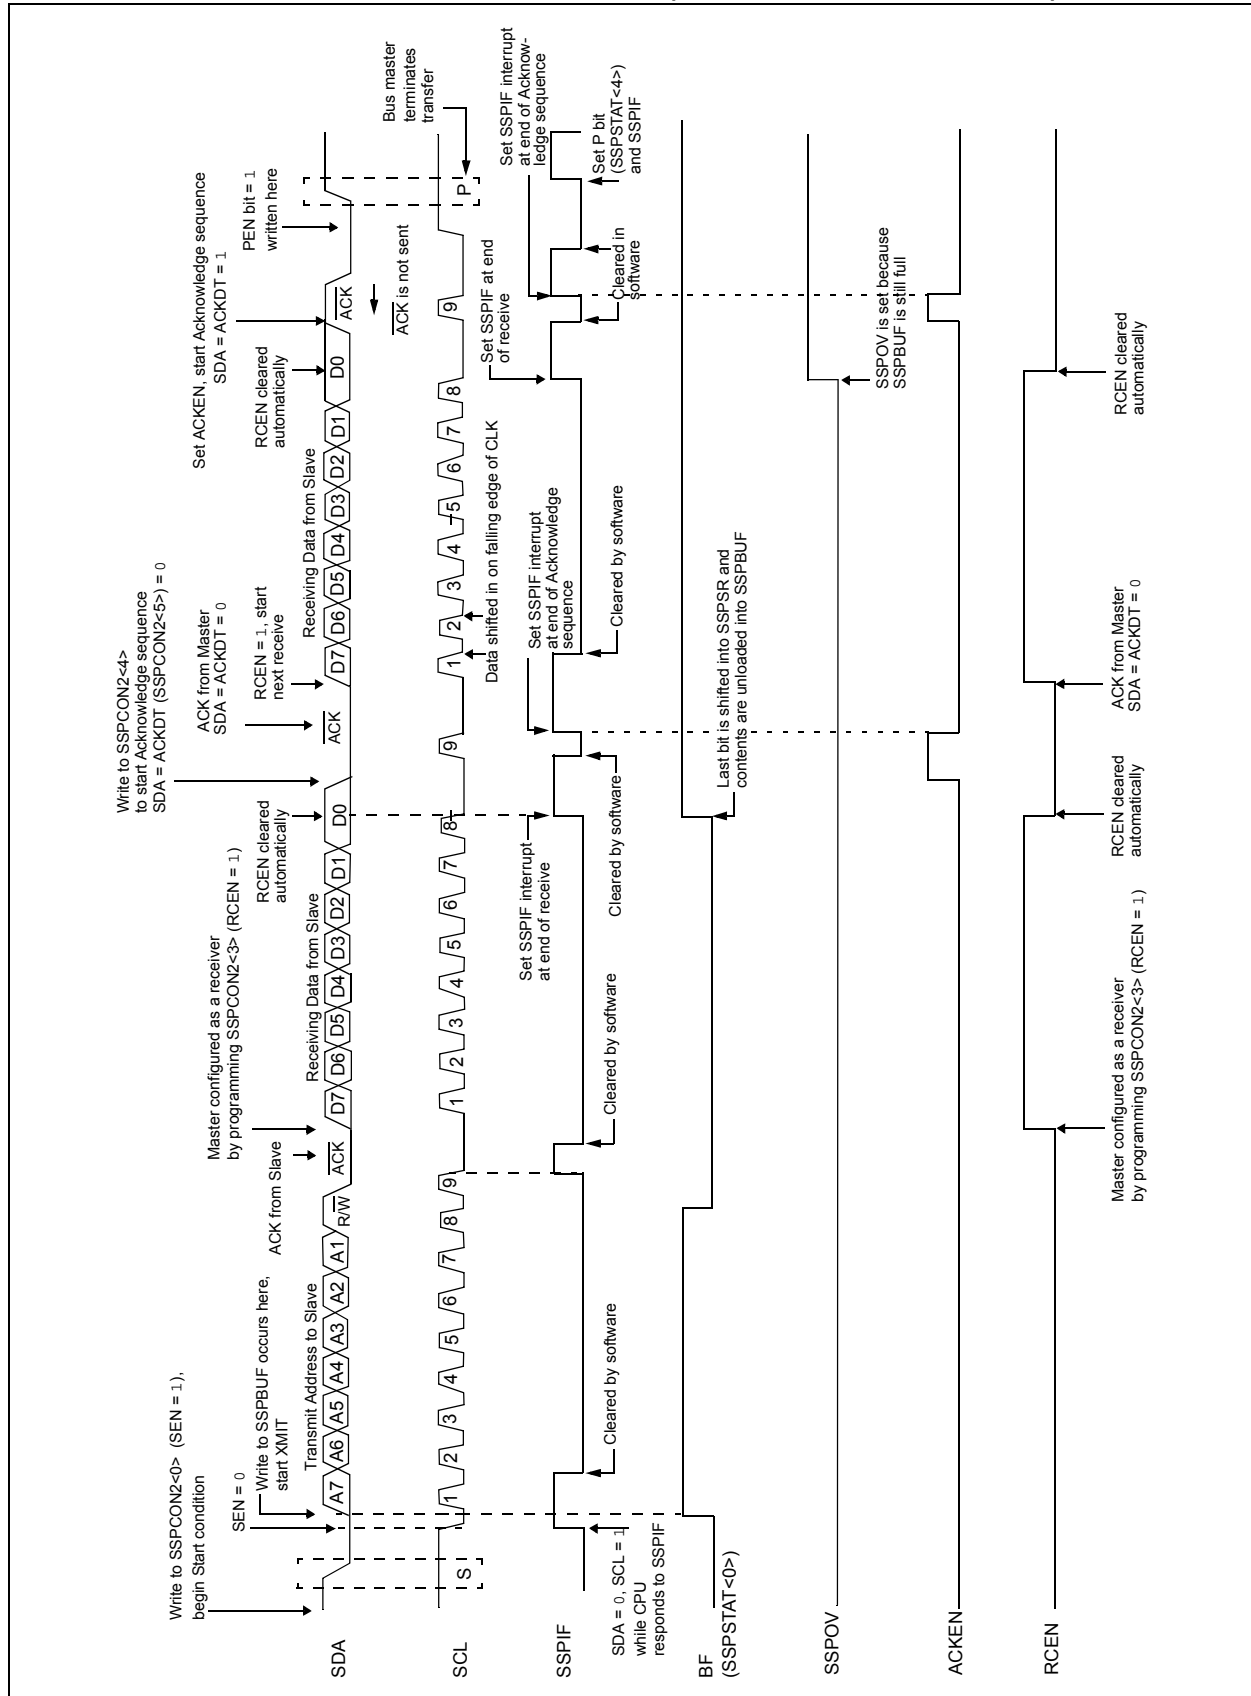 Write to SSPCON2<0> (SEN = 1),
begin Start condition
SEN = 0
Write to SSPBUF occurs here,
start XMIT
Transmit Address to Slave
ACK from Slave
Master configured as a receiver
by programming SSPCON2<3> (RCEN = 1)
Receiving Data from Slave
RCEN cleared
automatically
Write to SSPCON2<4>
to start Acknowledge sequence
SDA = ACKDT (SSPCON2<5>) = 0
ACK from Master
SDA = ACKDT = 0
RCEN = 1, start
next receive
Receiving Data from Slave
RCEN cleared
automatically
Set ACKEN, start Acknowledge sequence
SDA = ACKDT = 1
PEN bit = 1
written here
Bus master
terminates
transfer
SDA
A7 A6 A5 A4 A3 A2 A1 R/W ACK D7 D6 D5 D4 D3 D2 D1 D0 ACK D7 D6 D5 D4 D3 D2 D1 D0 ACK
ACK is not sent
SCL
S 1 2 3 4 5 6 7 8 9 1 2 3 4 5 6 7 8 9 1 2 3 4 5 6 7 8 9 P
Data shifted in on falling edge of CLK
Set SSPIF interrupt
at end of receive
Set SSPIF interrupt
at end of Acknowledge
sequence
Set SSPIF at end
of receive
Set SSPIF interrupt
at end of Acknow-
ledge sequence
SSPIF
SDA = 0, SCL = 1
while CPU
responds to SSPIF
Cleared by software
Cleared by software
Cleared by software
Cleared by software
Cleared in
software
Set P bit
(SSPSTAT<4>)
and SSPIF
BF
(SSPSTAT<0>)
Last bit is shifted into SSPSR and
contents are unloaded into SSPBUF
SSPOV
SSPOV is set because
SSPBUF is still full
ACKEN
RCEN
Master configured as a receiver
by programming SSPCON2<3> (RCEN = 1)
RCEN cleared
automatically
ACK from Master
SDA = ACKDT = 0
RCEN cleared
automatically